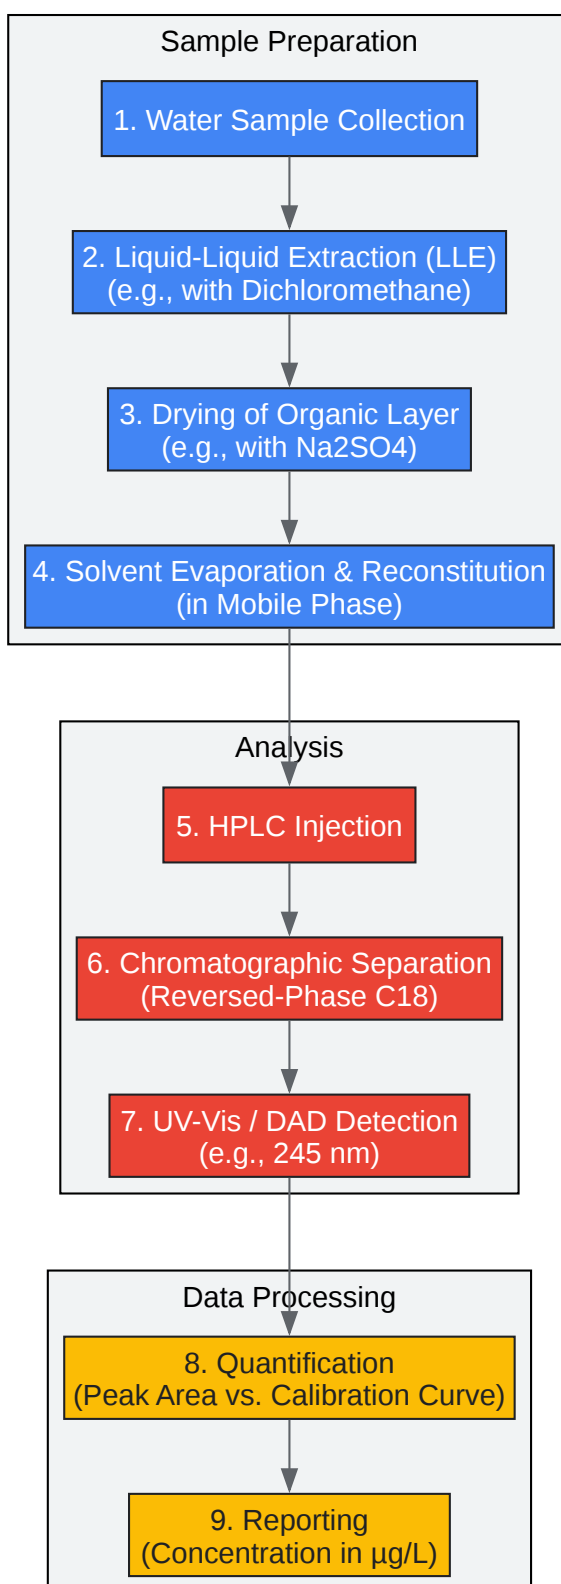 Sample Preparation
1. Water Sample Collection
2. Liquid-Liquid Extraction (LLE)
(e.g., with Dichloromethane)
3. Drying of Organic Layer
(e.g., with Na2SO4)
4. Solvent Evaporation & Reconstitution
(in Mobile Phase)
Analysis
5. HPLC Injection
6. Chromatographic Separation
(Reversed-Phase C18)
7. UV-Vis / DAD Detection
(e.g., 245 nm)
Data Processing
8. Quantification
(Peak Area vs. Calibration Curve)
9. Reporting
(Concentration in µg/L)